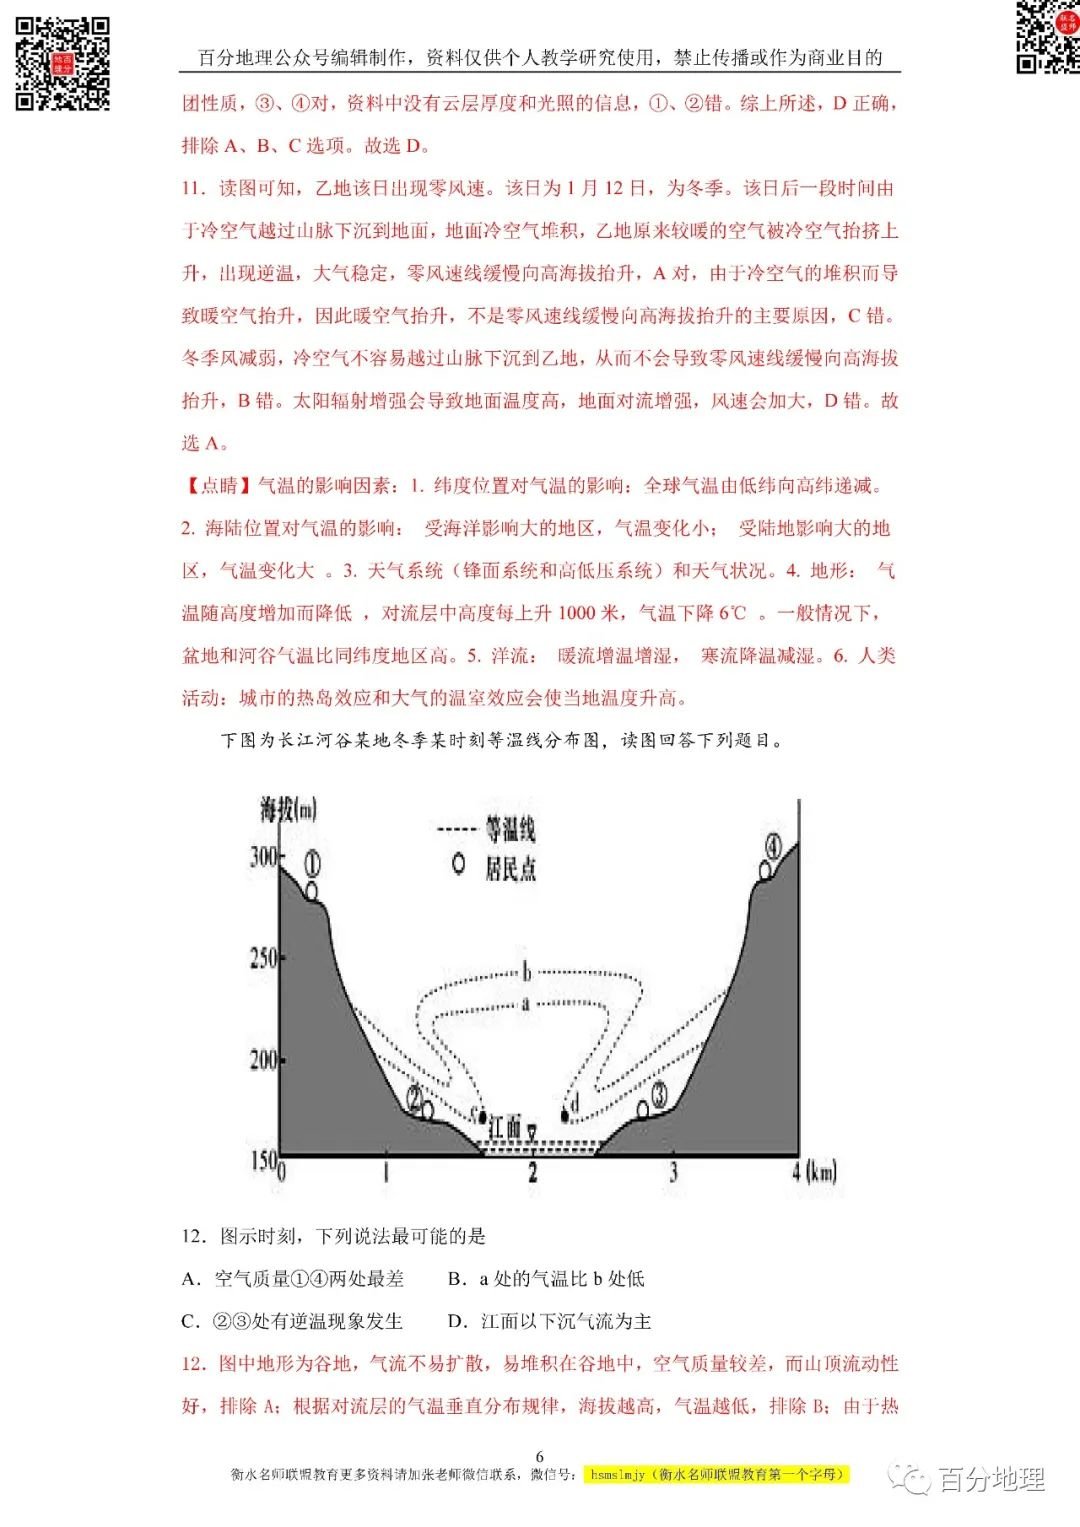 百分地理公众号编辑制作，资料仅供个人教学研究使用，禁止传播或作为商业目的
团性质，③、④对，资料中没有云层厚度和光照的信息，①、②错。综上所述，D 正确，
排除 A、B、C 选项。故选 D。
11．读图可知，乙地该日出现零风速。该日为 1 月 12 日，为冬季。该日后一段时间由
于冷空气越过山脉下沉到地面，地面冷空气堆积，乙地原来较暖的空气被冷空气抬挤上
升，出现逆温，大气稳定，零风速线缓慢向高海拔抬升，A 对，由于冷空气的堆积而导
致暖空气抬升，因此暖空气抬升，不是零风速线缓慢向高海拔抬升的主要原因，C 错。
冬季风减弱，冷空气不容易越过山脉下沉到乙地，从而不会导致零风速线缓慢向高海拔
抬升，B 错。太阳辐射增强会导致地面温度高，地面对流增强，风速会加大，D 错。故
选 A。
【点睛】气温的影响因素：1. 纬度位置对气温的影响：全球气温由低纬向高纬递减。
2. 海陆位置对气温的影响： 受海洋影响大的地区，气温变化小； 受陆地影响大的地
区，气温变化大 。3. 天气系统（锋面系统和高低压系统）和天气状况。4. 地形： 气
温随高度增加而降低 ，对流层中高度每上升 1000 米，气温下降 6℃ 。一般情况下，
盆地和河谷气温比同纬度地区高。5. 洋流： 暖流增温增湿， 寒流降温减湿。6. 人类
活动：城市的热岛效应和大气的温室效应会使当地温度升高。
下图为长江河谷某地冬季某时刻等温线分布图，读图回答下列题目。
海拔(m)
等温线
居民点
300
①
④
250
b
a
200
②
③
c
d
江面
150
0
1
2
3
4 (km)
12．图示时刻，下列说法最可能的是
A．空气质量①④两处最差 B．a 处的气温比 b 处低
C．②③处有逆温现象发生 D．江面以下沉气流为主
12．图中地形为谷地，气流不易扩散，易堆积在谷地中，空气质量较差，而山顶流动性
好，排除 A；根据对流层的气温垂直分布规律，海拔越高，气温越低，排除 B；由于热
6
衡水名师联盟教育更多资料请加张老师微信联系，微信号： hsmslmjy（衡水名师联盟教育第一个字母）
百分地理